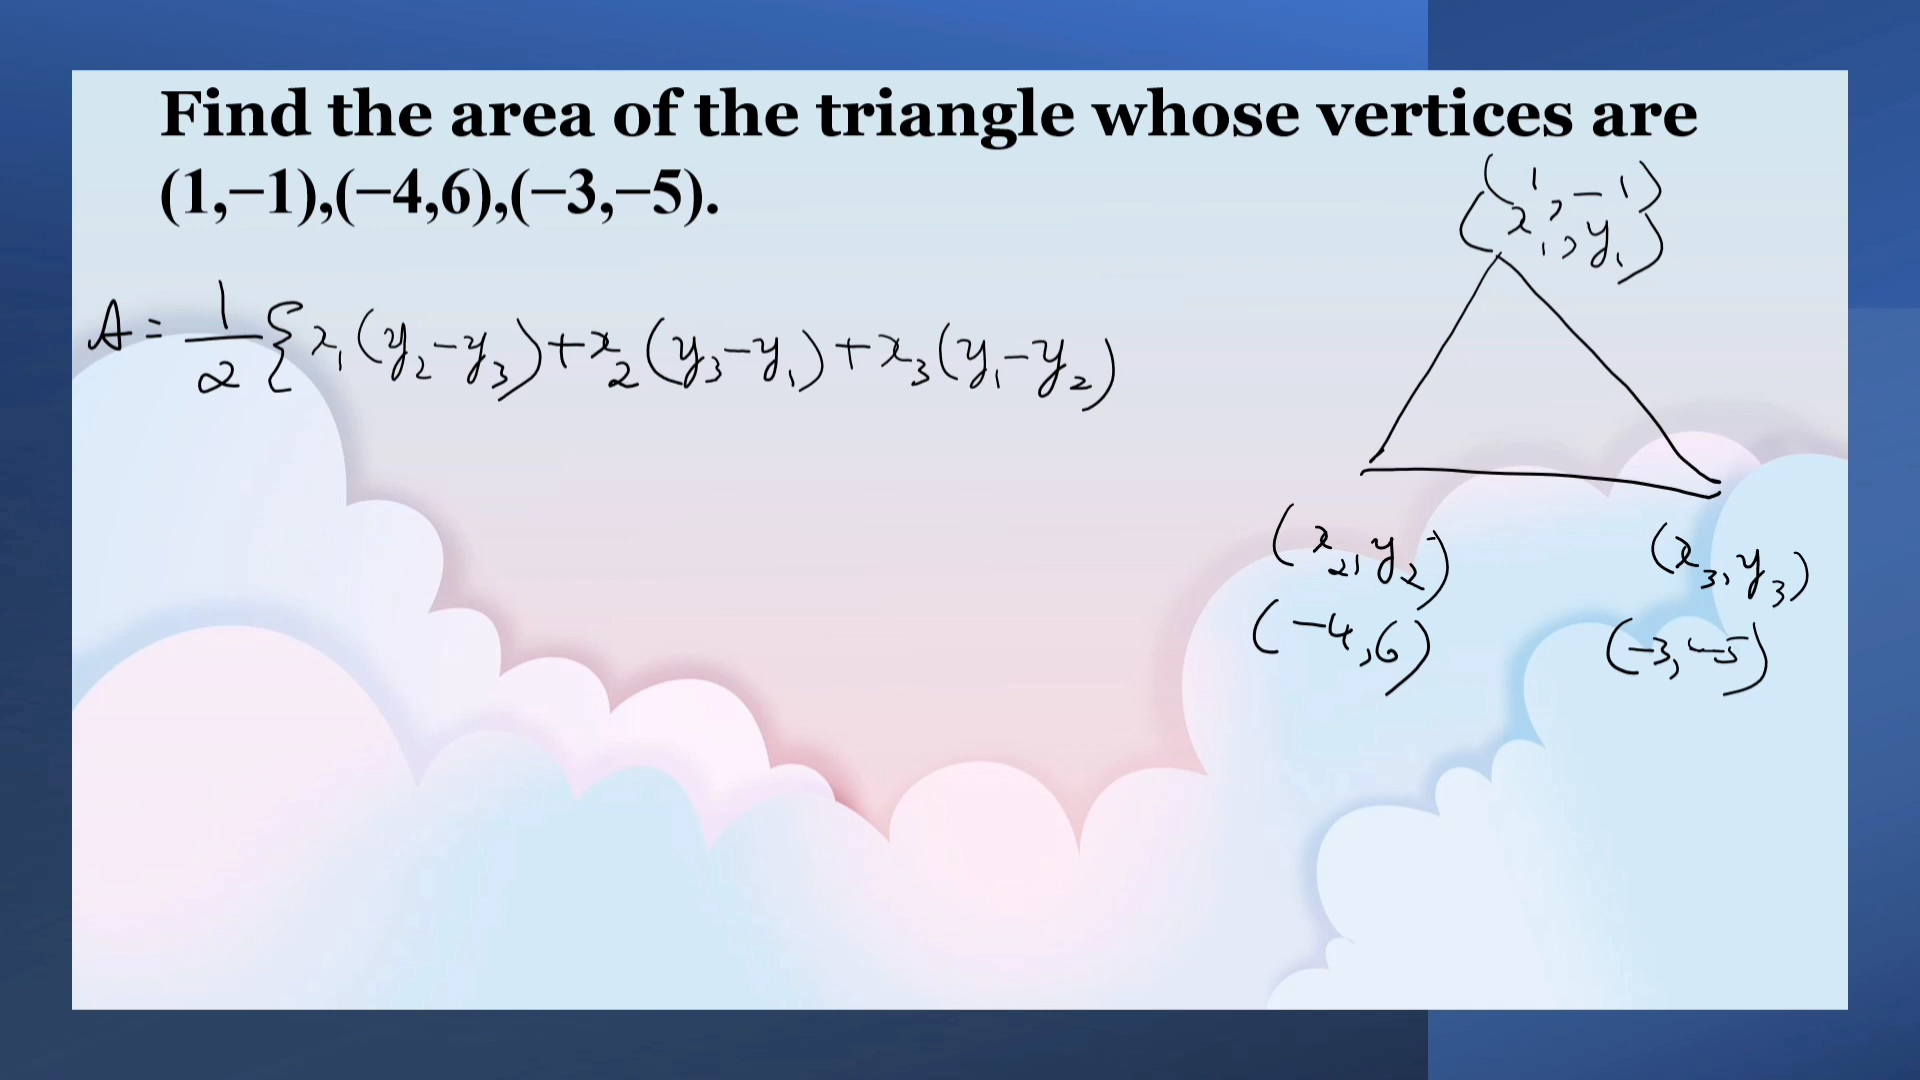 Find the area of the triangle whose vertices are
(1,−1),(−4,6),(−3,−5).
(1, −1)
(x₁, y₁)
A = 1/2 {x₁(y₂−y₃)+x₂(y₃−y₁)+x₃(y₁−y₂)
(x₂, y₂)
(x₃, y₃)
(−4,6)
(−3,−5)